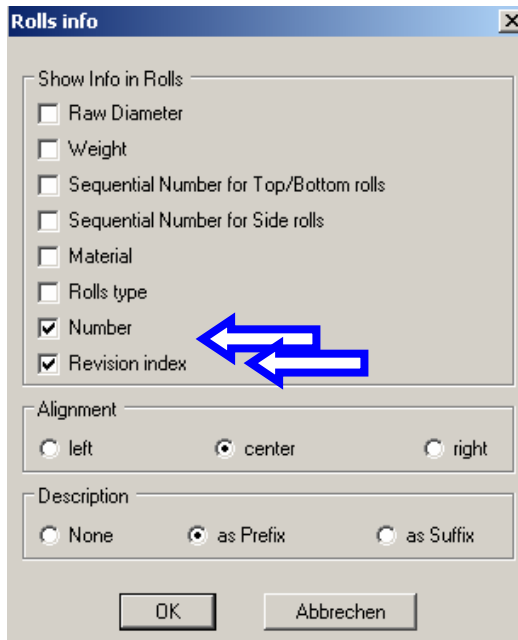 Rolls info
Show Info in Rolls
Raw Diameter
Weight
Sequential Number for Top/Bottom rolls
Sequential Number for Side rolls
Material
Rolls type
Number
Revision index
Alignment
left center right
Description
None as Prefix as Suffix
OK Abbrechen